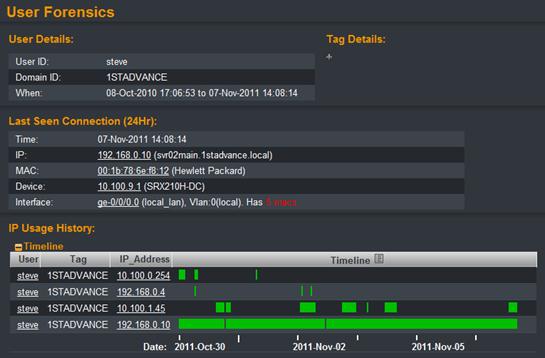 User Forensics
User Details:
Tag Details:
User ID: steve
Domain ID: 1STADVANCE
When: 08-Oct-2010 17:06:53 to 07-Nov-2011 14:08:14
+
Last Seen Connection (24Hr):
Time: 07-Nov-2011 14:08:14
IP: 192.168.0.10 (svr02main.1stadvance.local)
MAC: 00:1b:78:6e:f8:12 (Hewlett Packard)
Device: 10.100.9.1 (SRX210H-DC)
Interface: ge-0/0/0.0 (local_lan), Vlan:0(local). Has 5 macs
IP Usage History:
Timeline
User Tag IP_Address Timeline
steve 1STADVANCE 10.100.0.254
steve 1STADVANCE 192.168.0.4
steve 1STADVANCE 10.100.1.45
steve 1STADVANCE 192.168.0.10
Date: 2011-Oct-30 2011-Nov-02 2011-Nov-05